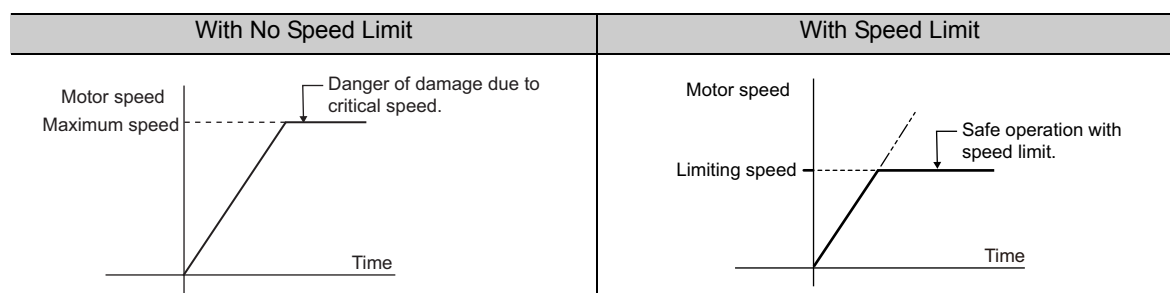 With No Speed Limit
With Speed Limit
Motor speed
Maximum speed
Danger of damage due to
critical speed.
Time
Motor speed
Limiting speed
Safe operation with
speed limit.
Time